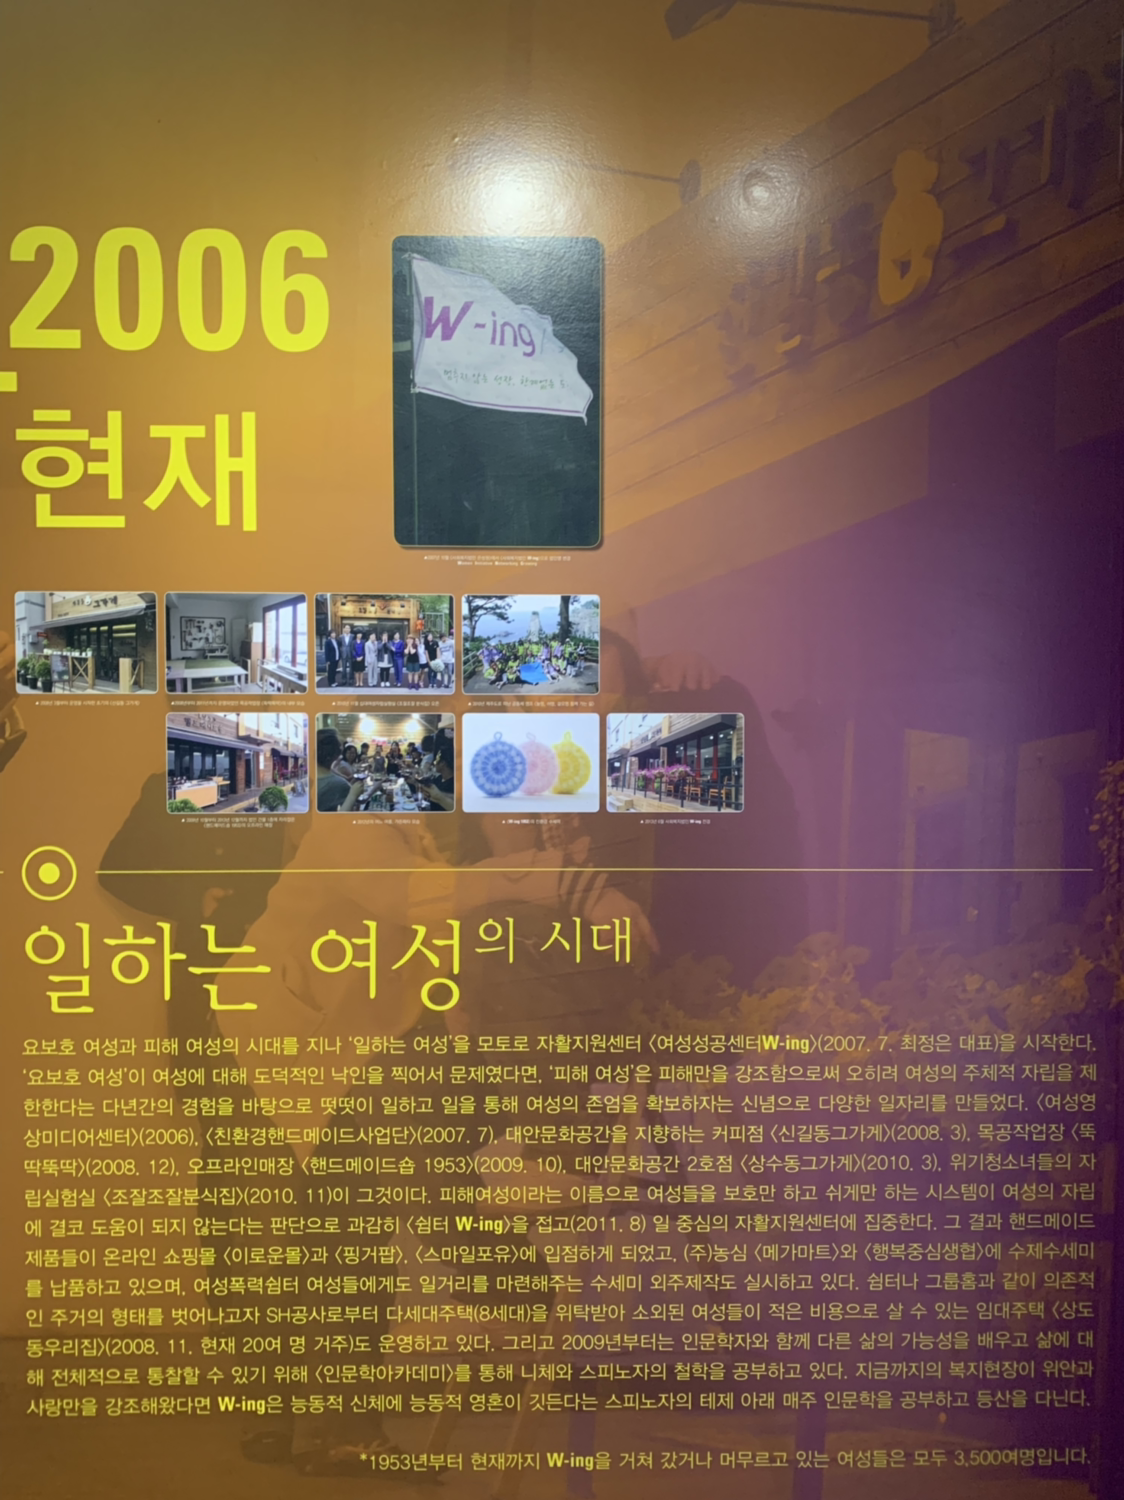 2006
현재
W-ing
일하는 여성의 시대
요보호 여성과 피해 여성의 시대를 지나 '일하는 여성'을 모토로 자활지원센터 〈여성성공센터W-ing〉(2007. 7. 최정은 대표)을 시작한다.
'요보호 여성'이 여성에 대해 도덕적인 낙인을 찍어서 문제였다면, '피해 여성'은 피해만을 강조함으로써 오히려 여성의 주체적 자립을 제
한한다는 다년간의 경험을 바탕으로 떳떳이 일하고 일을 통해 여성의 존엄을 확보하자는 신념으로 다양한 일자리를 만들었다. 〈여성영
상미디어센터〉(2006), 〈친환경핸드메이드사업단〉(2007. 7), 대안문화공간을 지향하는 커피점 〈신길동그가게〉(2008. 3), 목공작업장 〈뚝
딱뚝딱〉(2008. 12), 오프라인매장 〈핸드메이드숍 1953〉(2009. 10), 대안문화공간 2호점 〈상수동그가게〉(2010. 3), 위기청소녀들의 자
립실험실 〈조잘조잘분식집〉(2010. 11)이 그것이다. 피해여성이라는 이름으로 여성들을 보호만 하고 쉬게만 하는 시스템이 여성의 자립
에 결코 도움이 되지 않는다는 판단으로 과감히 〈쉼터 W-ing〉을 접고(2011. 8) 일 중심의 자활지원센터에 집중한다. 그 결과 핸드메이드
제품들이 온라인 쇼핑몰 〈이로운몰〉과 〈핑거팝〉, 〈스마일포유〉에 입점하게 되었고, (주)농심 〈메가마트〉와 〈행복중심생협〉에 수제수세미
를 납품하고 있으며, 여성폭력쉼터 여성들에게도 일거리를 마련해주는 수세미 외주제작도 실시하고 있다. 쉼터나 그룹홈과 같이 의존적
인 주거의 형태를 벗어나고자 SH공사로부터 다세대주택(8세대)을 위탁받아 소외된 여성들이 적은 비용으로 살 수 있는 임대주택 〈상도
동우리집〉(2008. 11. 현재 20여 명 거주)도 운영하고 있다. 그리고 2009년부터는 인문학자와 함께 다른 삶의 가능성을 배우고 삶에 대
해 전체적으로 통찰할 수 있기 위해 〈인문학아카데미〉를 통해 니체와 스피노자의 철학을 공부하고 있다. 지금까지의 복지현장이 위안과
사랑만을 강조해왔다면 W-ing은 능동적 신체에 능동적 영혼이 깃든다는 스피노자의 테제 아래 매주 인문학을 공부하고 등산을 다닌다.
*1953년부터 현재까지 W-ing을 거쳐 갔거나 머무르고 있는 여성들은 모두 3,500여명입니다.